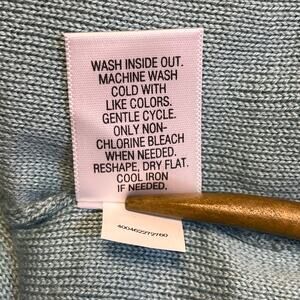 WASH INSIDE OUT.
MACHINE WASH
COLD WITH
LIKE COLORS.
GENTLE CYCLE.
ONLY NON-
CHLORINE BLEACH
WHEN NEEDED.
RESHAPE, DRY FLAT.
COOL IRON
IF NEEDED,
400462272760